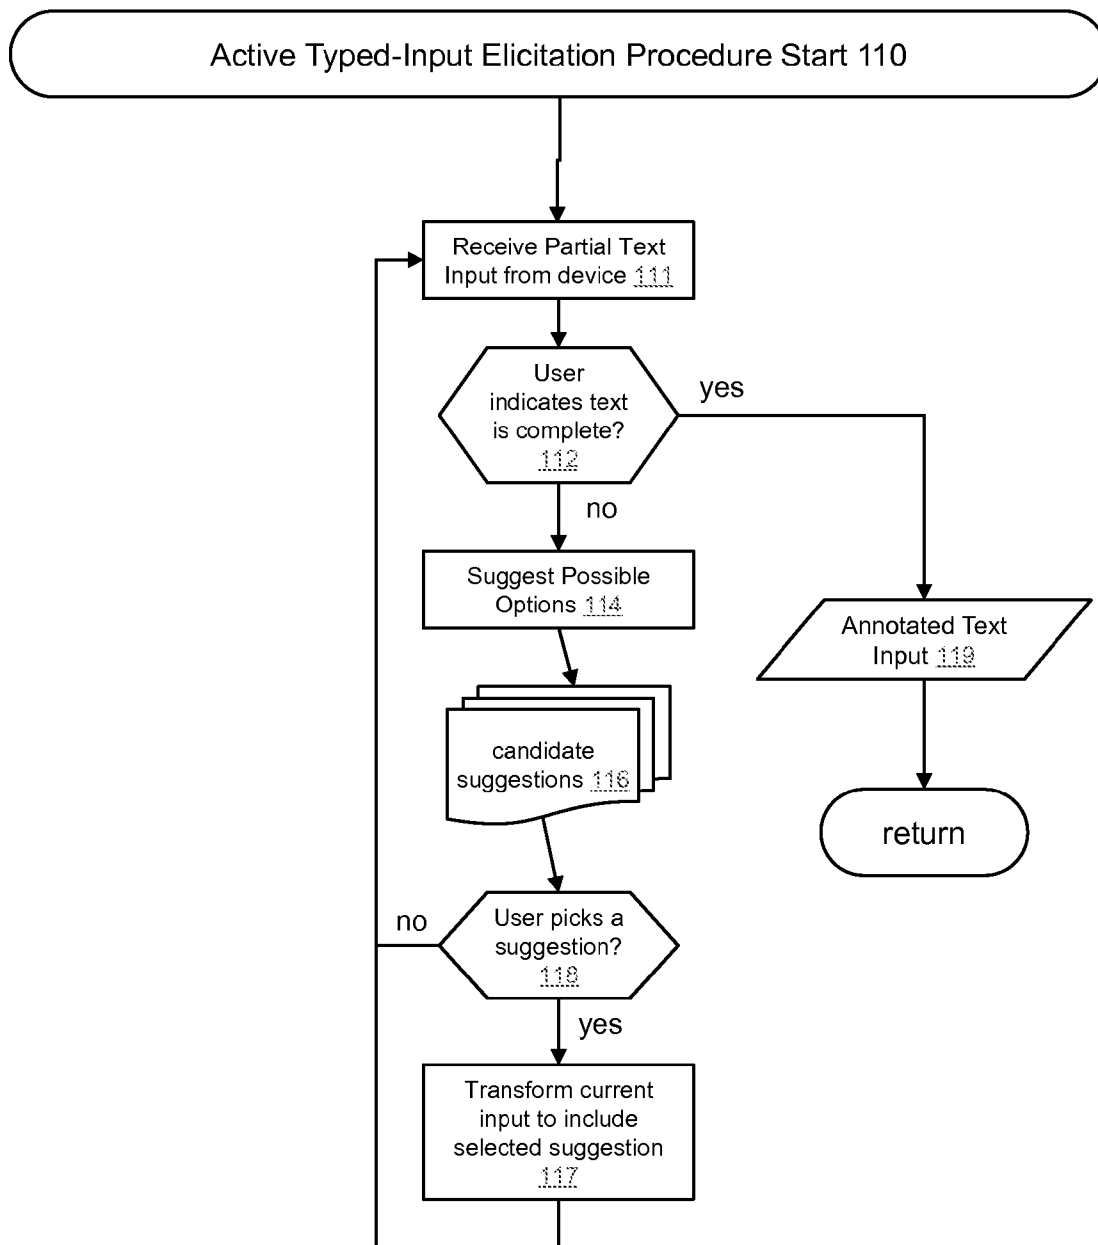 Active Typed-Input Elicitation Procedure Start 110
Receive Partial Text
Input from device 111
User
indicates text
is complete?
112
yes
no
Suggest Possible
Options 114
Annotated Text
Input 119
candidate
suggestions 116
return
no
User picks a
suggestion?
118
yes
Transform current
input to include
selected suggestion
117